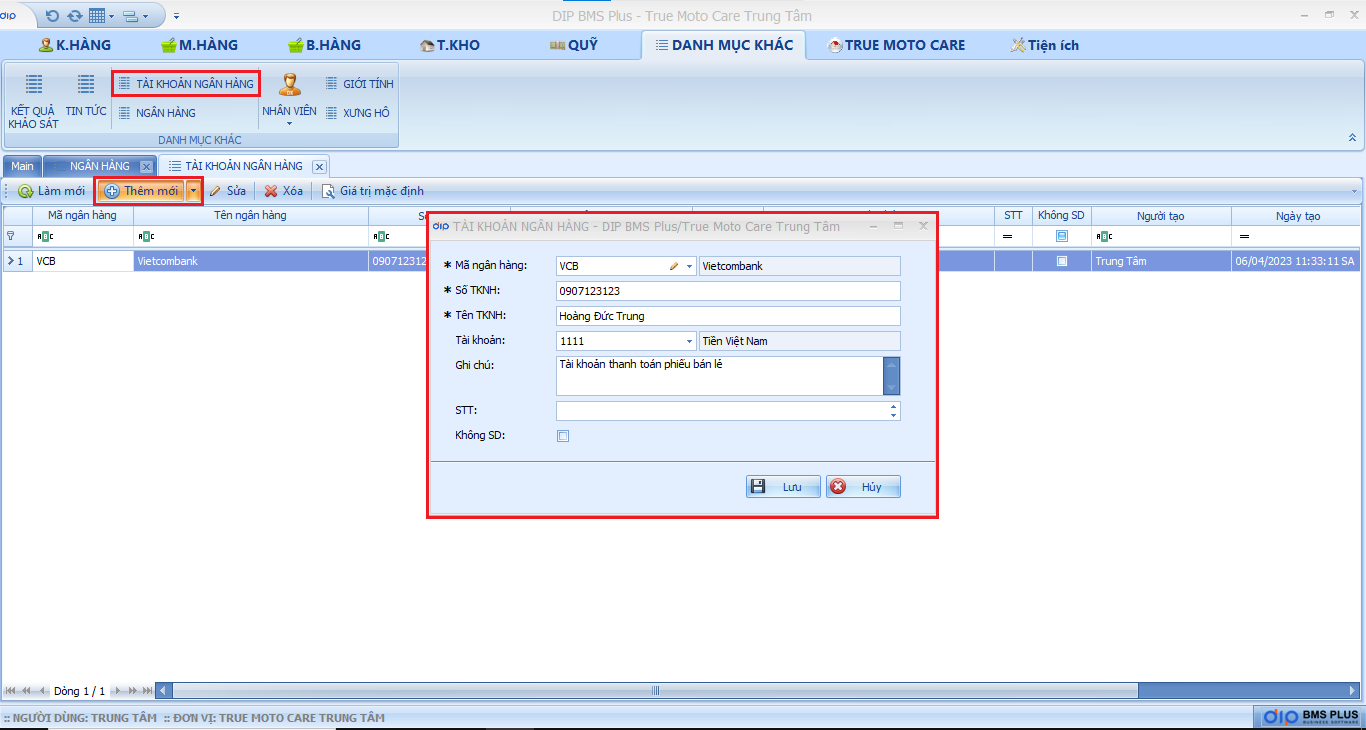 dip
DIP BMS Plus - True Moto Care Trung Tâm
K.HÀNG M.HÀNG B.HÀNG T.KHO QUỸ DANH MỤC KHÁC TRUE MOTO CARE Tiện ích
KẾT QUẢ KHẢO SÁT
TIN TỨC
TÀI KHOẢN NGÂN HÀNG
NGÂN HÀNG
NHÂN VIÊN
GIỚI TÍNH
XƯNG HÔ
DANH MỤC KHÁC
Main NGÂN HÀNG TÀI KHOẢN NGÂN HÀNG
Làm mới Thêm mới Sửa Xóa Giá trị mặc định
Mã ngân hàng Tên ngân hàng STT Không SD Người tạo Ngày tạo
1 VCB Vietcombank 09071232 Trung Tâm 06/04/2023 11:33:11 SA
dip TÀI KHOẢN NGÂN HÀNG - DIP BMS Plus/True Moto Care Trung Tâm
* Mã ngân hàng: VCB Vietcombank
* Số TKNH: 0907123123
* Tên TKNH: Hoàng Đức Trung
Tài khoản: 1111 Tiền Việt Nam
Ghi chú: Tài khoản thanh toán phiếu bán lẻ
STT:
Không SD:
Lưu Hủy
Dòng 1 / 1
:: NGƯỜI DÙNG: TRUNG TÂM :: ĐƠN VỊ: TRUE MOTO CARE TRUNG TÂM
dip BMS PLUS
BUSINESS SOFTWARE